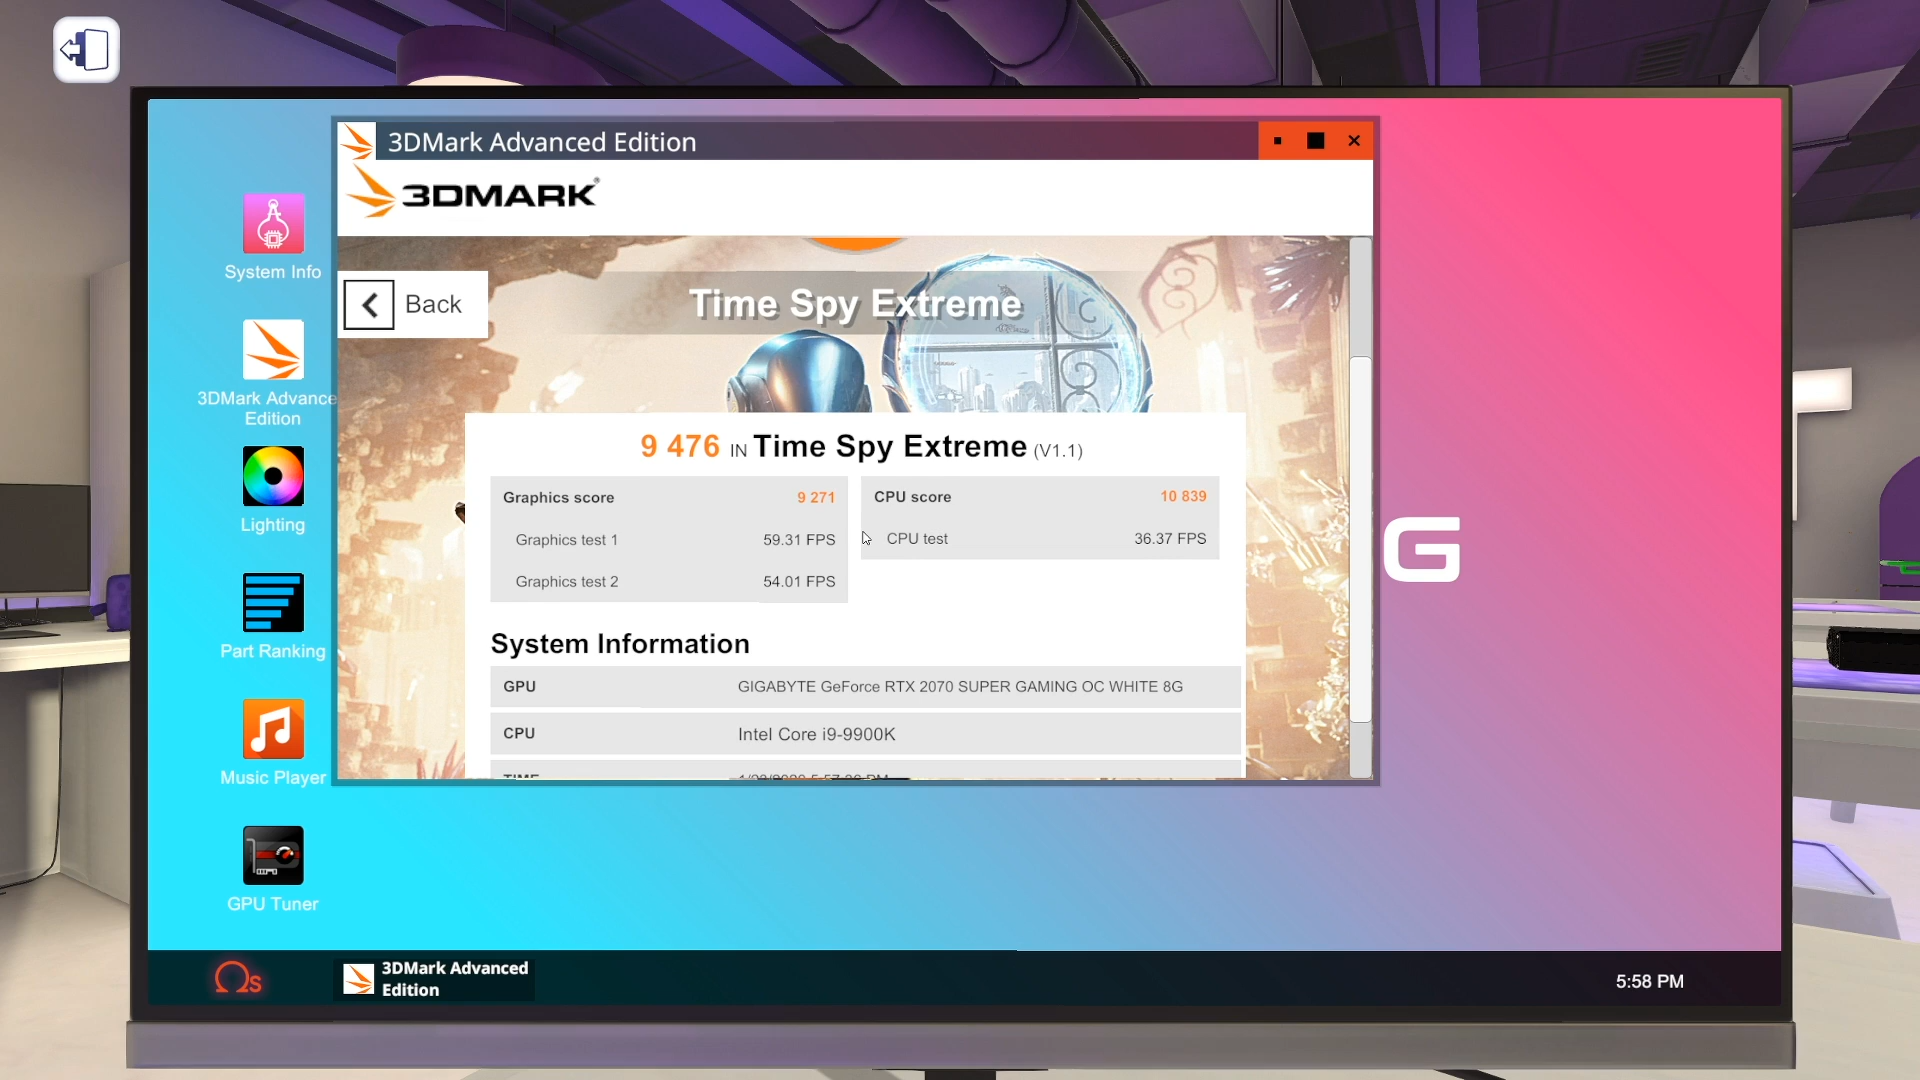 3DMark Advanced Edition
3DMARK
Back
Time Spy Extreme
9 476 IN Time Spy Extreme (V1.1)
Graphics score 9 271
Graphics test 1 59.31 FPS
Graphics test 2 54.01 FPS
CPU score 10 839
CPU test 36.37 FPS
System Information
GPU GIGABYTE GeForce RTX 2070 SUPER GAMING OC WHITE 8G
CPU Intel Core i9-9900K
TIME
System Info
3DMark Advance
Edition
Lighting
Part Ranking
Music Player
GPU Tuner
G
Ωs
3DMark Advanced
Edition
5:58 PM